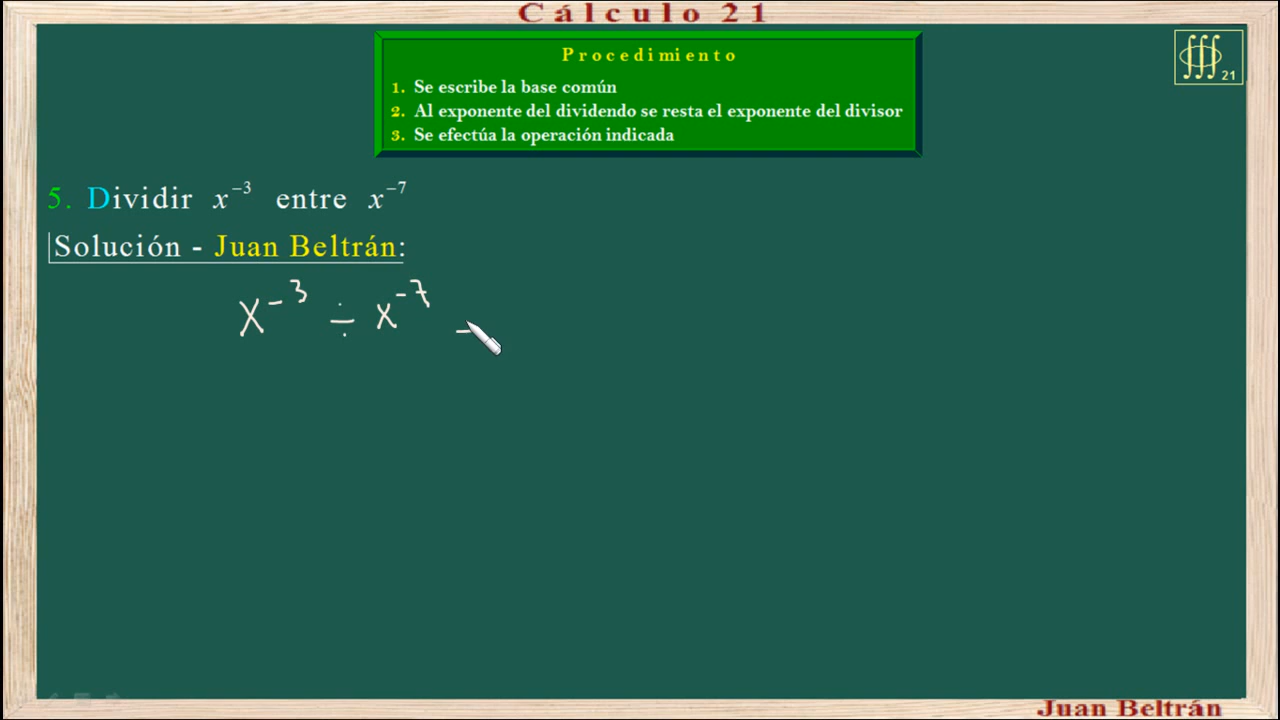 Cálculo 21
Procedimiento
1. Se escribe la base común
2. Al exponente del dividendo se resta el exponente del divisor
3. Se efectúa la operación indicada
∫∫∫ 21
5. Dividir x⁻³ entre x⁻⁷
Solución - Juan Beltrán:
x⁻³ ÷ x⁻⁷ –
Juan Beltrán